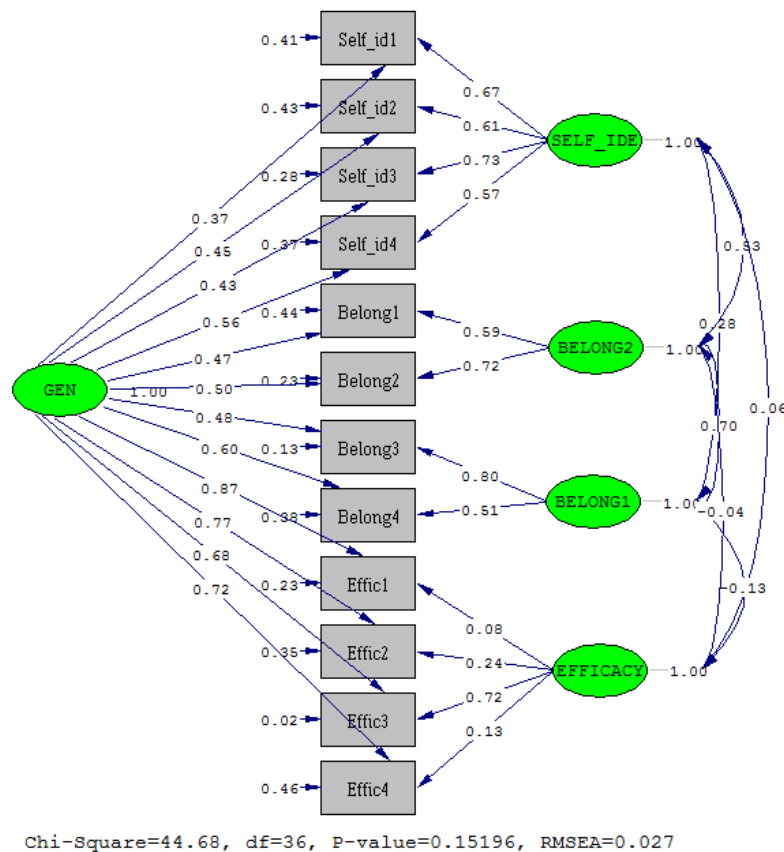 0.41 Self_id1
0.67
0.43 Self_id2
0.61
SELF_IDE 1.00
0.28 Self_id3
0.73
0.37
0.57
0.37 Self_id4
0.45
0.53
0.43
0.44 Belong1
0.56
0.59
0.28
0.47
BELONG2 1.00
GEN 1.00 0.50 0.23 Belong2
0.72
0.06
0.48
0.70
0.60 0.13 Belong3
0.80
0.87
BELONG1 1.00
0.51
-0.04
0.38 Belong4
0.77
0.68
0.23 Effic1
0.72
-0.13
0.08
0.35 Effic2
0.24
EFFICACY 1.00
0.72
0.02 Effic3
0.13
0.46 Effic4
Chi-Square=44.68, df=36, P-value=0.15196, RMSEA=0.027